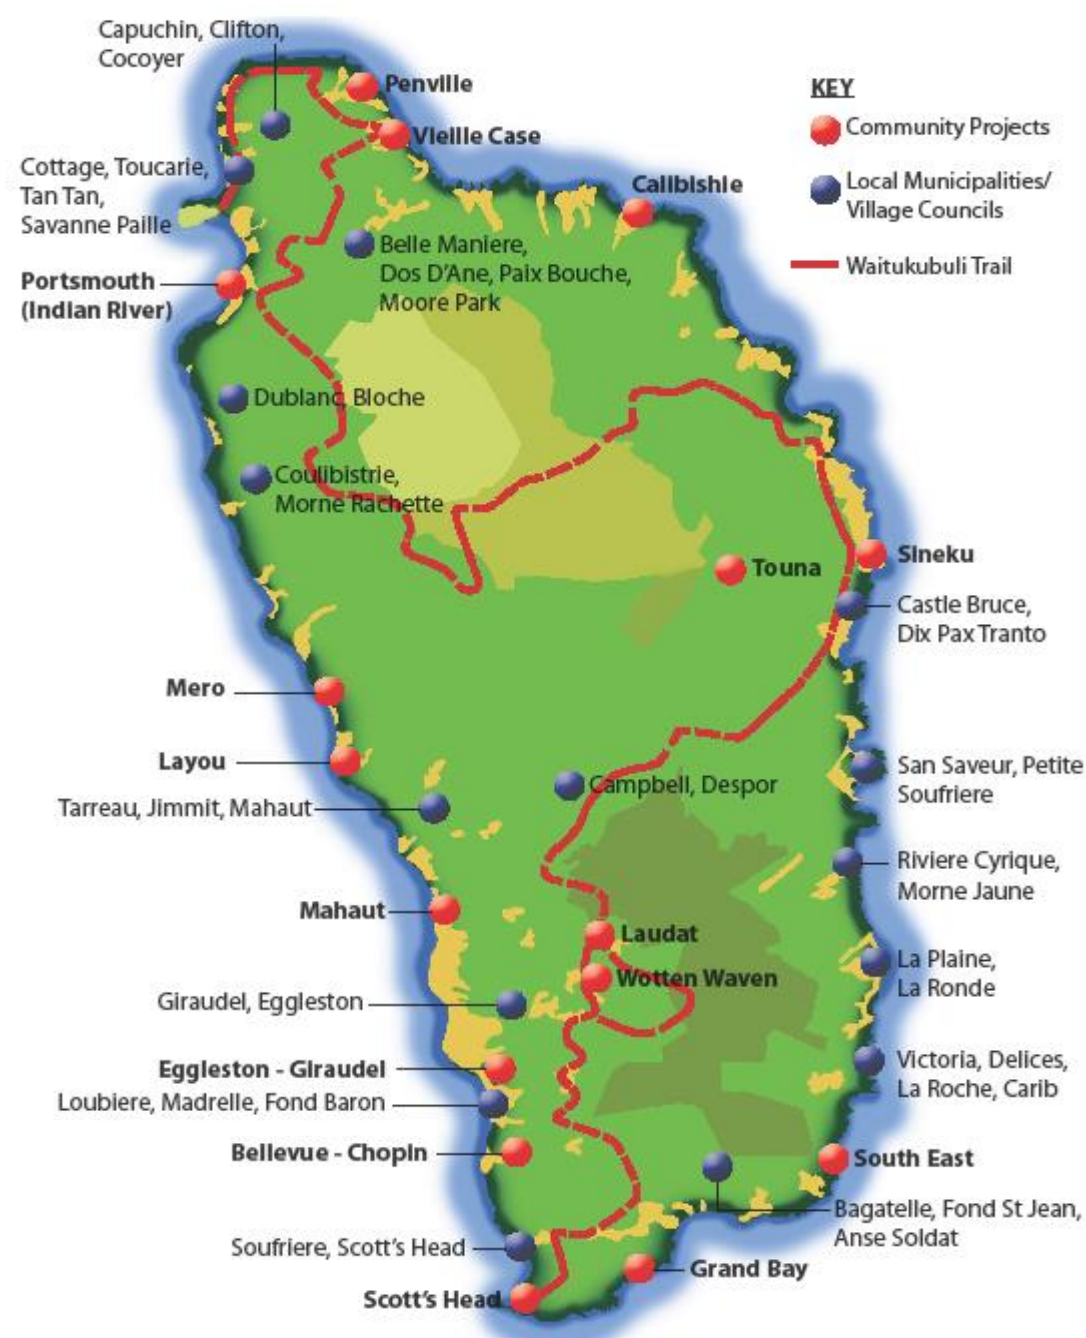 Capuchin, Clifton,
Cocoyer
Penville
KEY
Community Projects
Vieille Case
Cottage, Toucarie,
Tan Tan,
Savanne Paille
Calibishie
Local Municipalities/
Village Councils
Belle Maniere,
Dos D'Ane, Paix Bouche,
Moore Park
Waitukubuli Trail
Portsmouth
(Indian River)
Dublanc, Bioche
Coulibistrie,
Morne Rachette
Sineku
Touna
Castle Bruce,
Dix Pax Tranto
Mero
Layou
San Saveur, Petite
Soufriere
Campbell, Despor
Tarreau, Jimmit, Mahaut
Riviere Cyrique,
Morne Jaune
Mahaut
Laudat
La Plaine,
La Ronde
Wotten Waven
Giraudel, Eggleston
Eggleston - Giraudel
Victoria, Delices,
La Roche, Carib
Loubiere, Madrelle, Fond Baron
Bellevue - Chopin
South East
Bagatelle, Fond St Jean,
Anse Soldat
Soufriere, Scott's Head
Grand Bay
Scott's Head